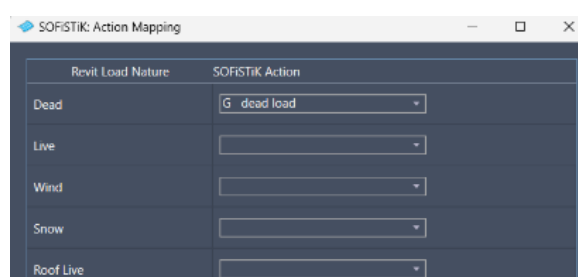 SOFiSTiK: Action Mapping
Revit Load Nature SOFiSTiK Action
Dead G dead load
Live
Wind
Snow
Roof Live